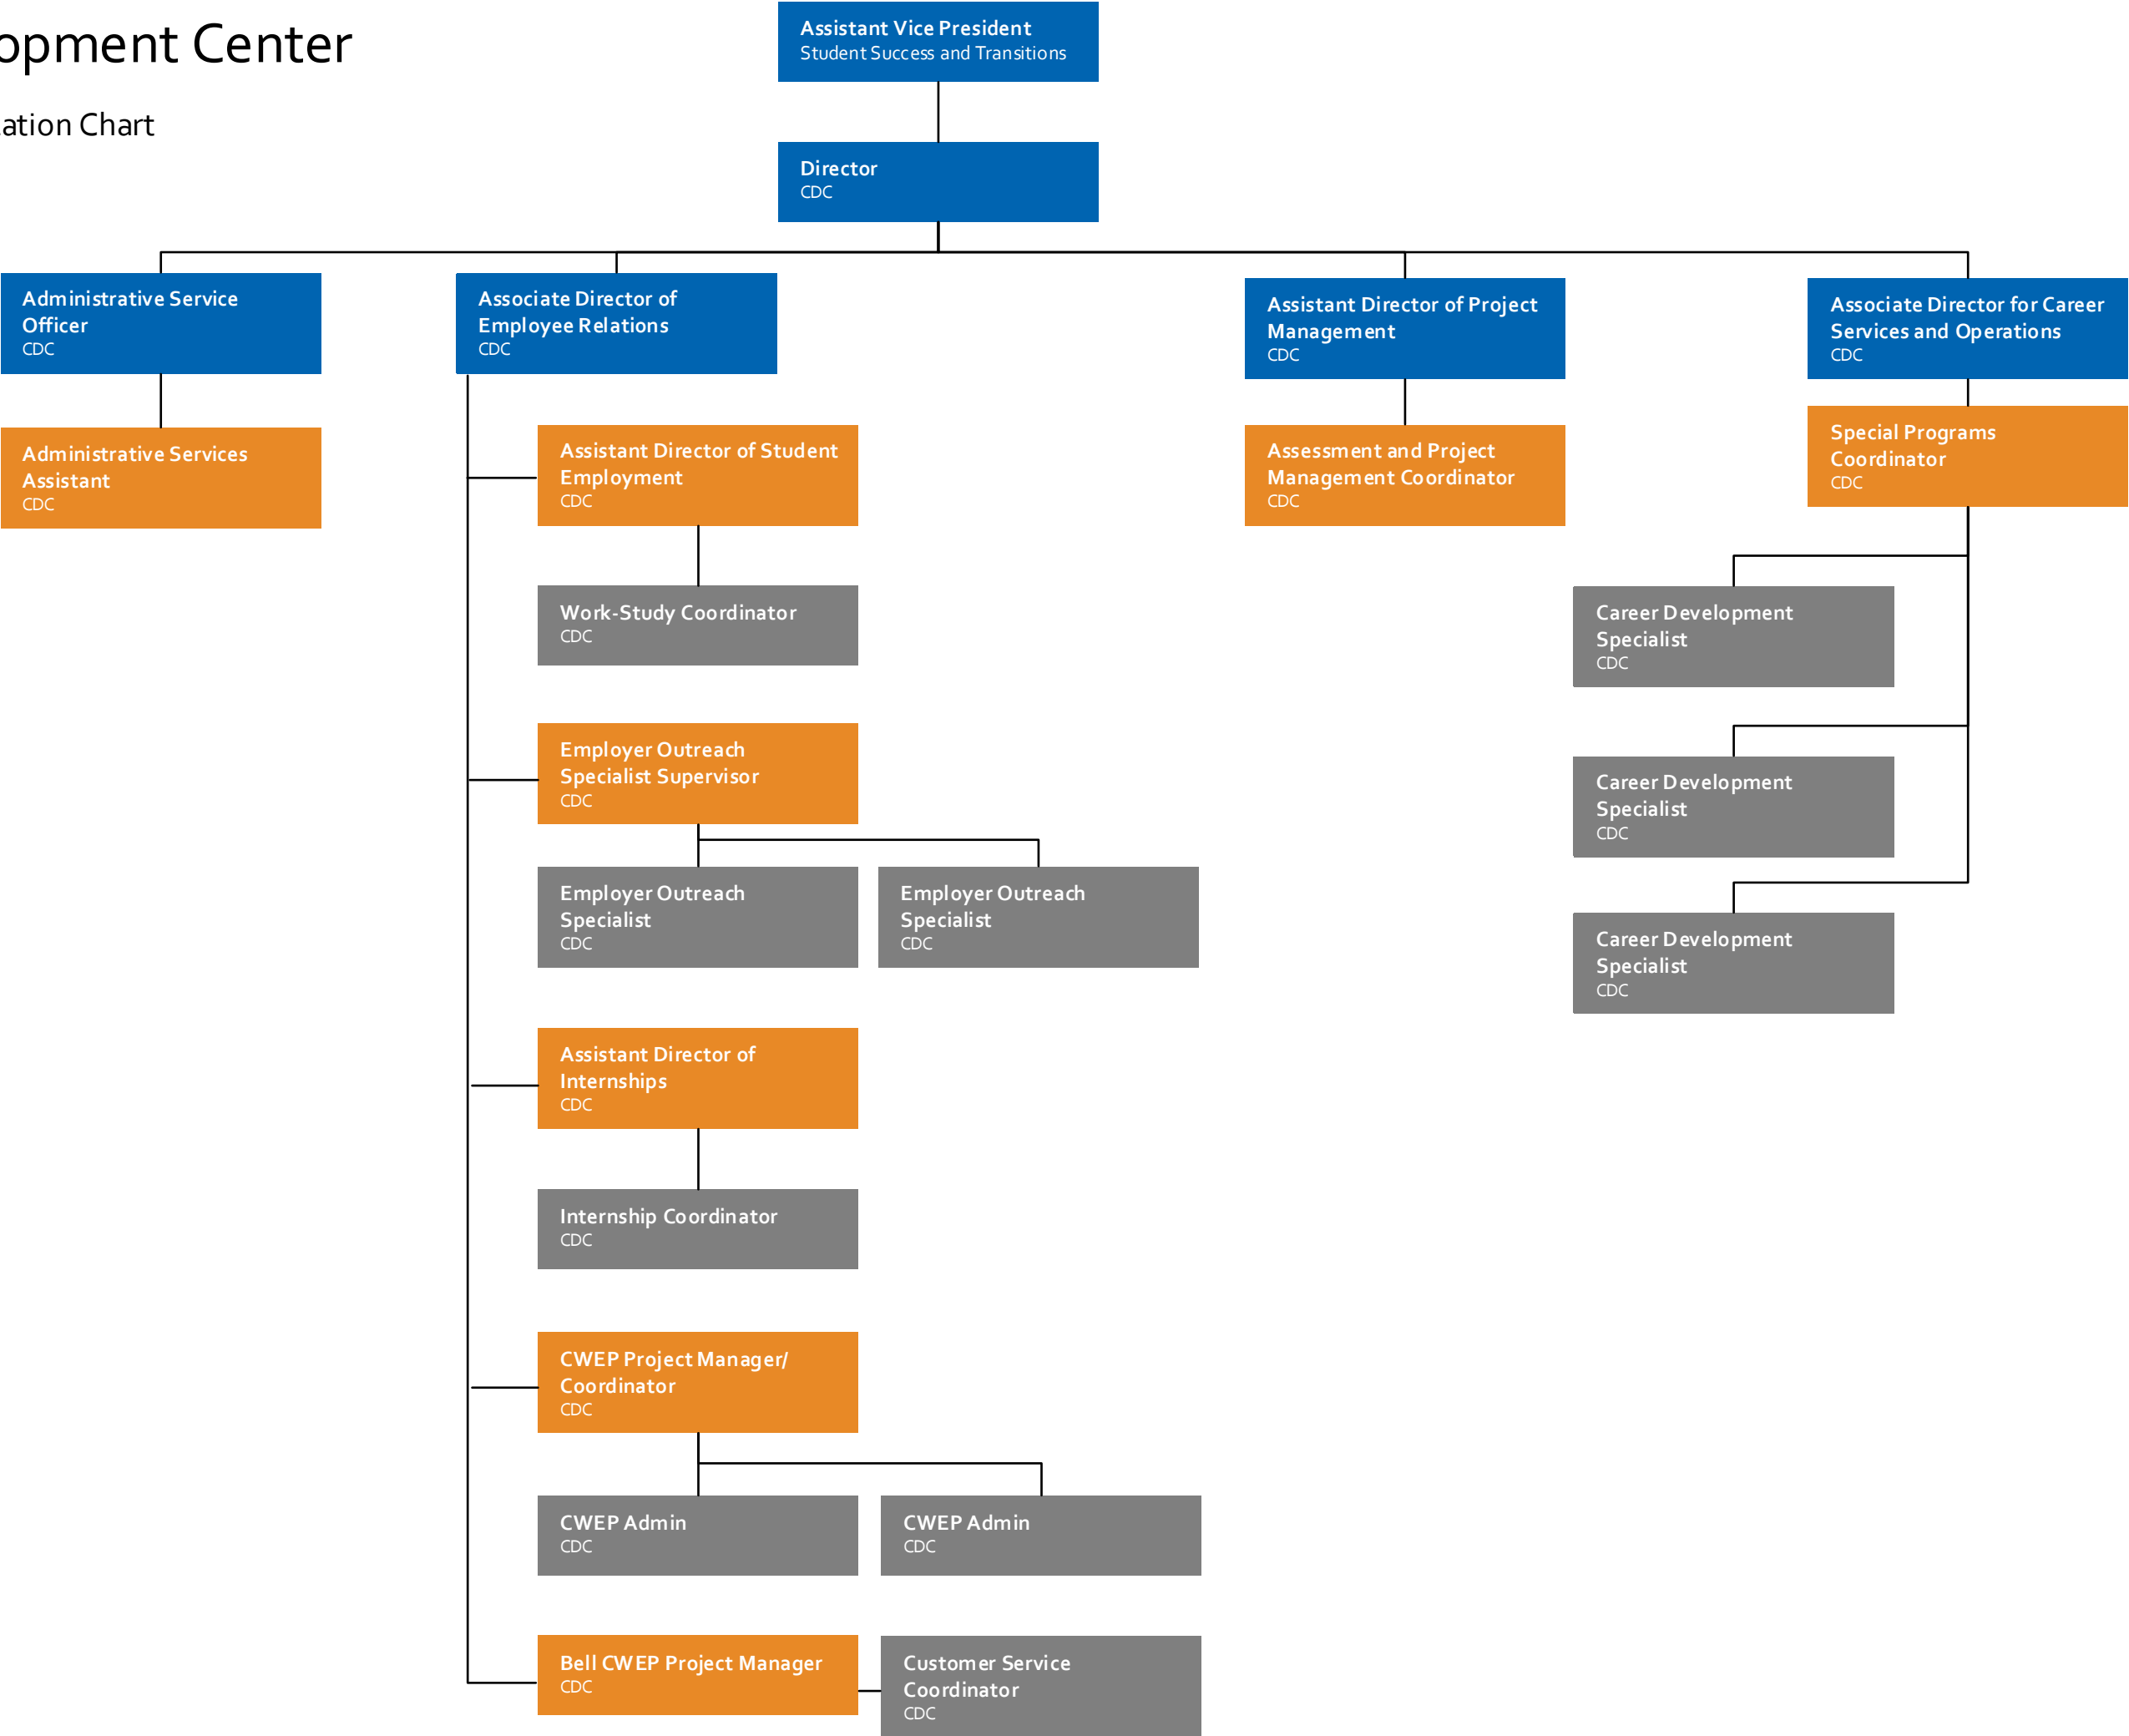 opment Center
ation Chart
Assistant Vice President
Student Success and Transitions
Director
CDC
Administrative Service
Officer
CDC
Associate Director of
Employee Relations
CDC
Assistant Director of Project
Management
CDC
Associate Director for Career
Services and Operations
CDC
Administrative Services
Assistant
CDC
Assistant Director of Student
Employment
CDC
Assessment and Project
Management Coordinator
CDC
Special Programs
Coordinator
CDC
Work-Study Coordinator
CDC
Career Development
Specialist
CDC
Employer Outreach
Specialist Supervisor
CDC
Career Development
Specialist
CDC
Employer Outreach
Specialist
CDC
Employer Outreach
Specialist
CDC
Career Development
Specialist
CDC
Assistant Director of
Internships
CDC
Internship Coordinator
CDC
CWEP Project Manager/
Coordinator
CDC
CWEP Admin
CDC
CWEP Admin
CDC
Bell CWEP Project Manager
CDC
Customer Service
Coordinator
CDC